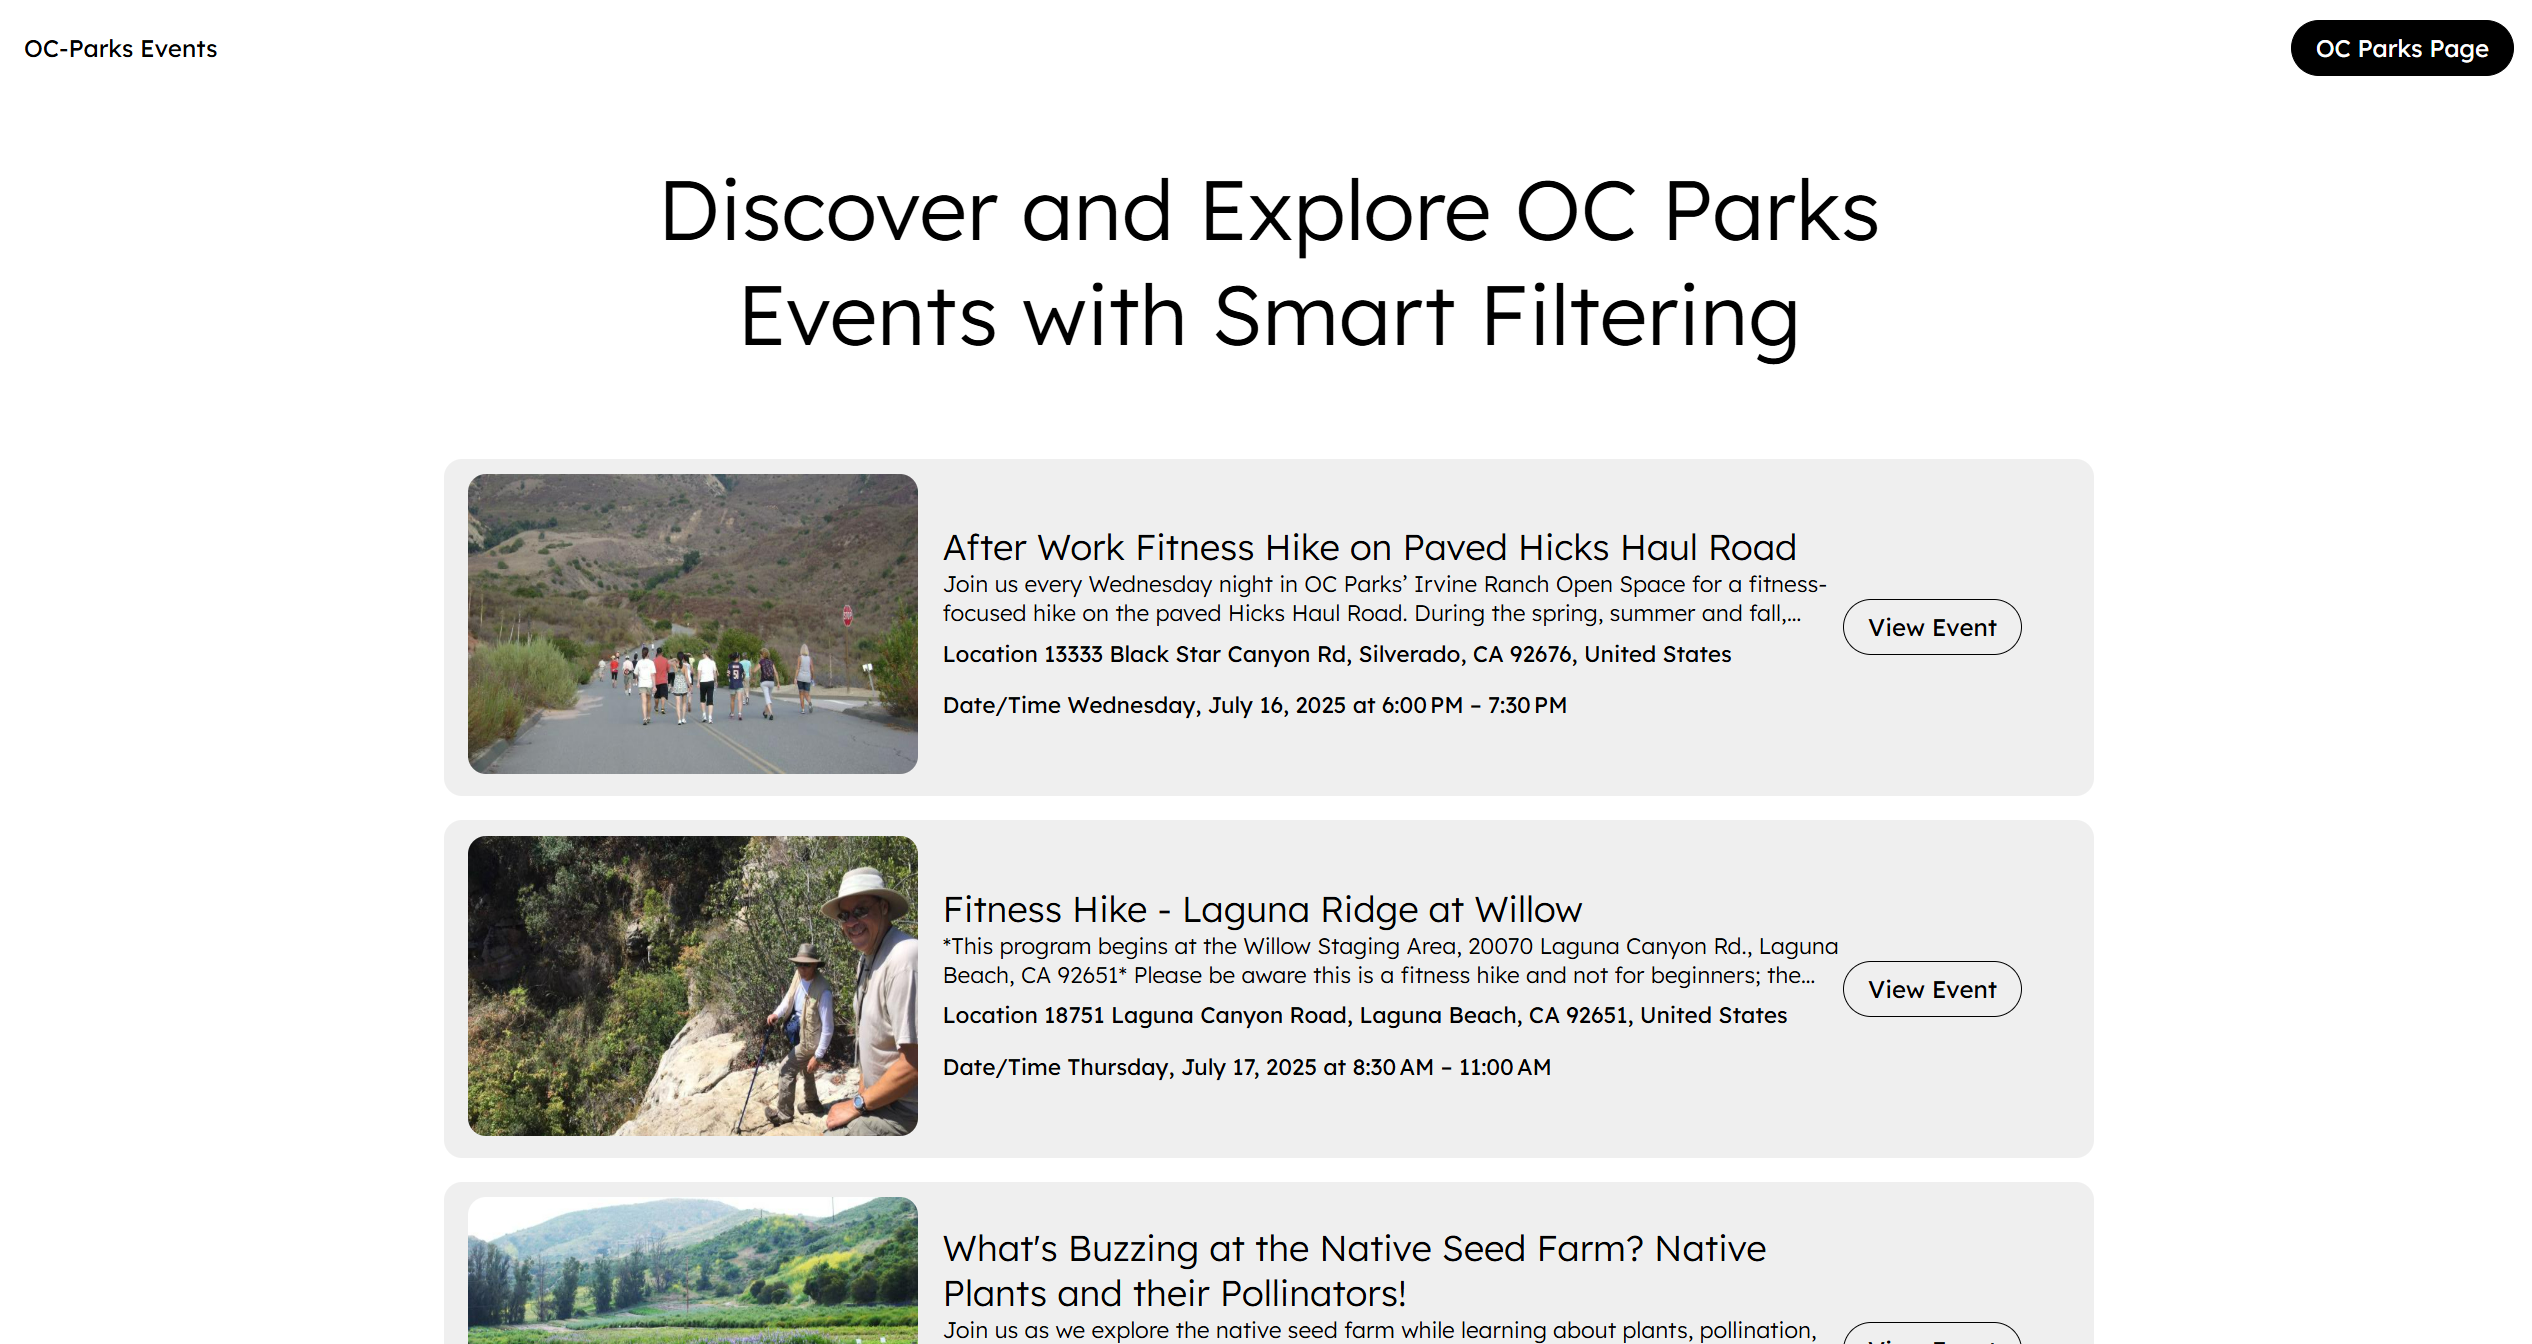 OC-Parks Events
OC Parks Page
Discover and Explore OC Parks
Events with Smart Filtering
After Work Fitness Hike on Paved Hicks Haul Road
Join us every Wednesday night in OC Parks’ Irvine Ranch Open Space for a fitness-
focused hike on the paved Hicks Haul Road. During the spring, summer and fall,...
Location 13333 Black Star Canyon Rd, Silverado, CA 92676, United States
Date/Time Wednesday, July 16, 2025 at 6:00 PM – 7:30 PM
View Event
STOP
Fitness Hike - Laguna Ridge at Willow
*This program begins at the Willow Staging Area, 20070 Laguna Canyon Rd., Laguna
Beach, CA 92651* Please be aware this is a fitness hike and not for beginners; the...
Location 18751 Laguna Canyon Road, Laguna Beach, CA 92651, United States
Date/Time Thursday, July 17, 2025 at 8:30 AM – 11:00 AM
View Event
What's Buzzing at the Native Seed Farm? Native
Plants and their Pollinators!
Join us as we explore the native seed farm while learning about plants, pollination,
View Event